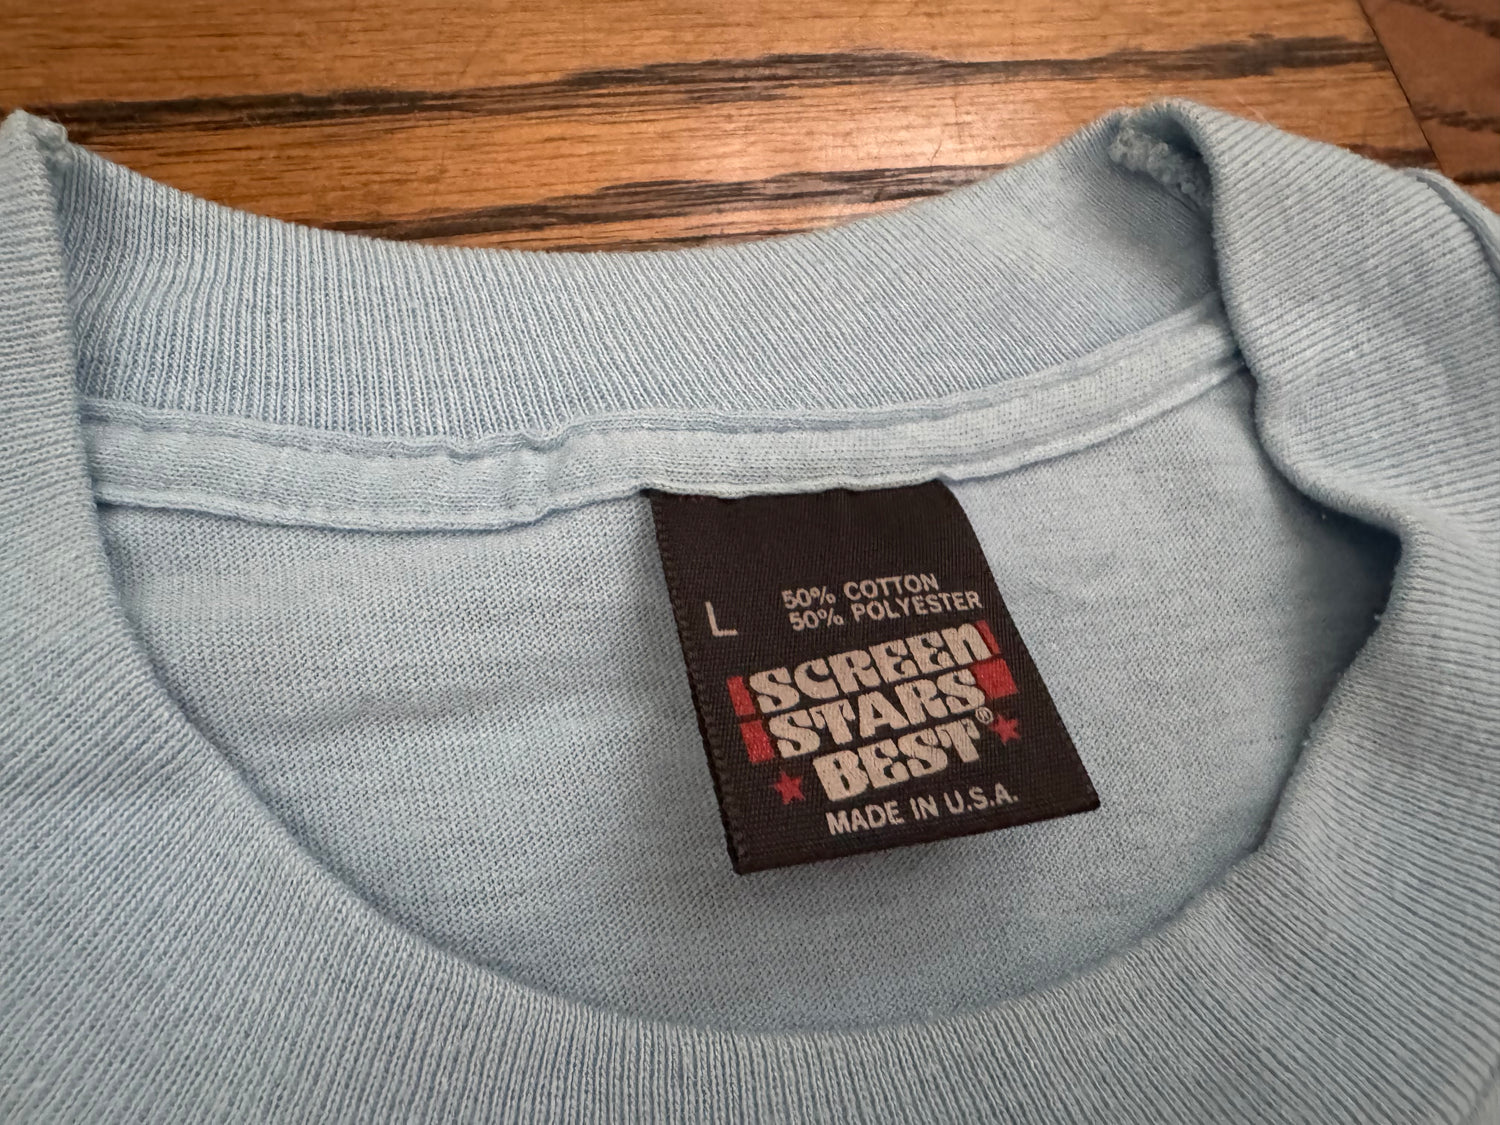 L
50% COTTON
50% POLYESTER
SCREEN
STARS
BEST®
MADE IN U.S.A.